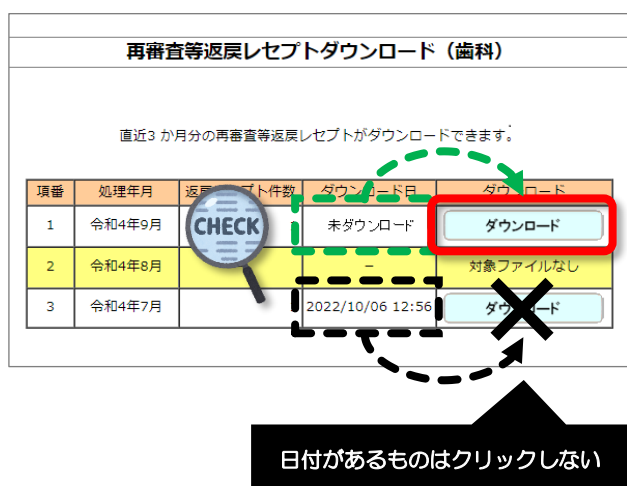 再審査等返戻レセプトダウンロード（歯科）
直近3 か月分の再審査等返戻レセプトがダウンロードできます。
項番 処理年月 返戻レセプト件数 ダウンロード日 ダウンロード
1 令和4年9月 CHECK 未ダウンロード ダウンロード
2 令和4年8月 － 対象ファイルなし
3 令和4年7月 2022/10/06 12:56 ダウンロード
日付があるものはクリックしない